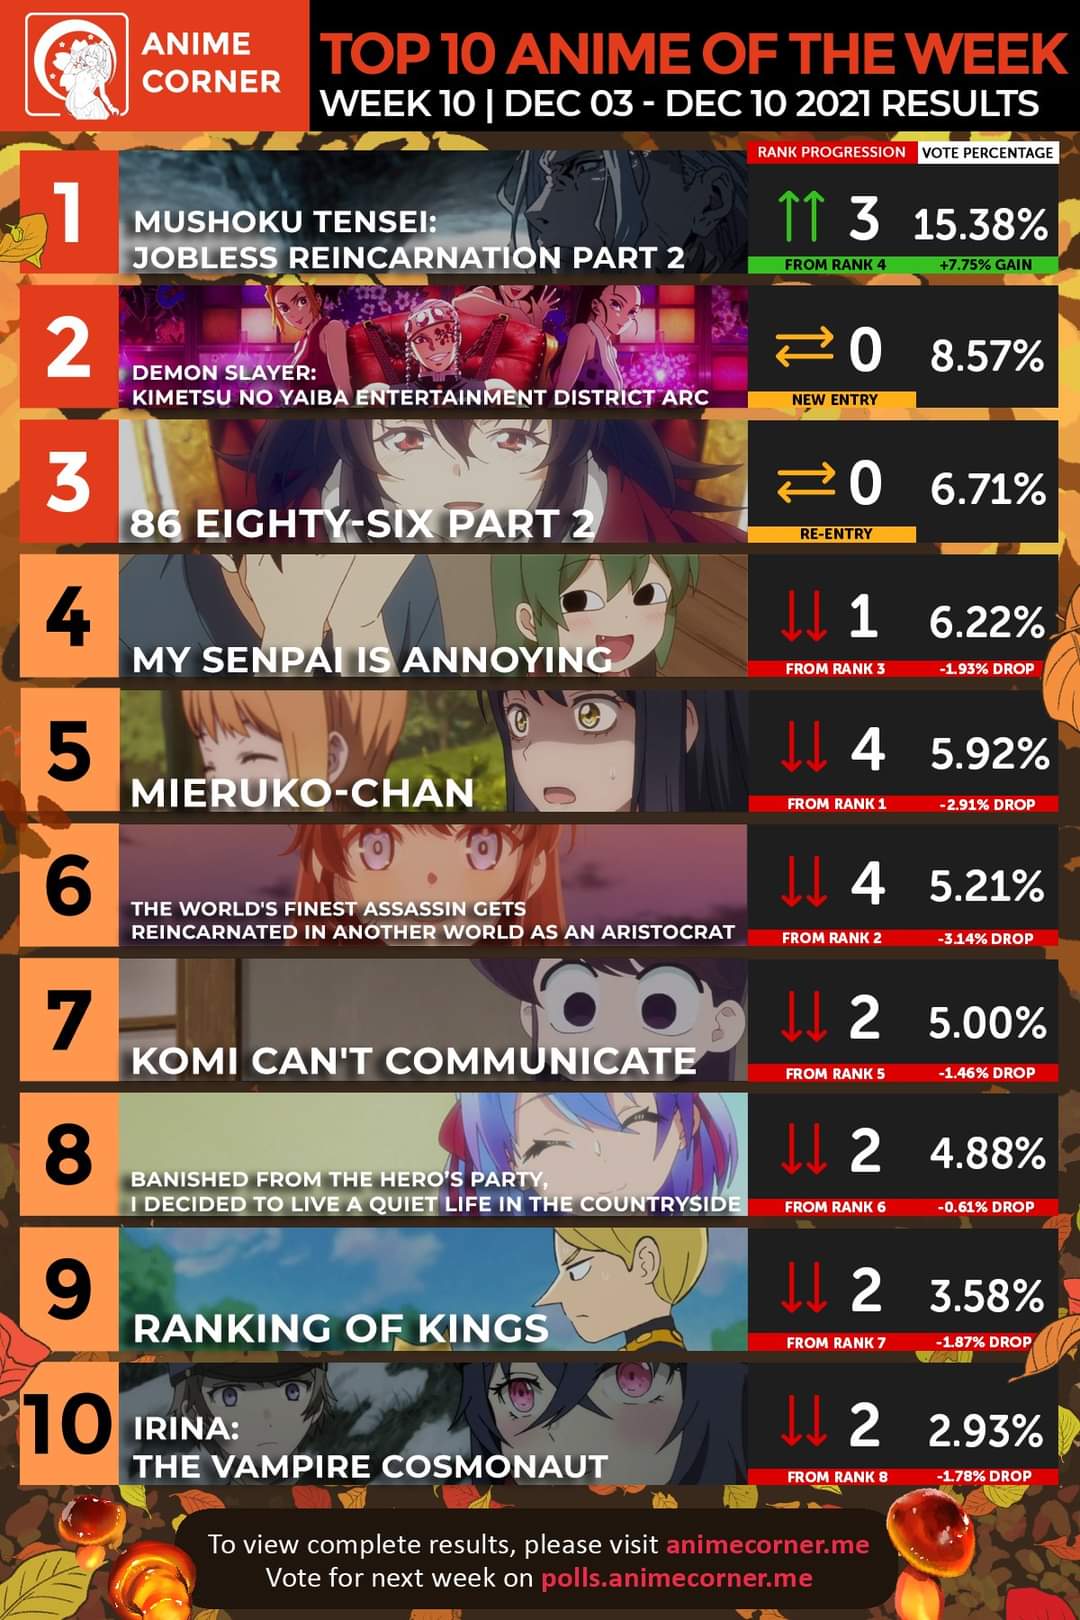 ANIME
CORNER
TOP 10 ANIME OF THE WEEK
WEEK 10 | DEC 03 - DEC 10 2021 RESULTS
RANK PROGRESSION VOTE PERCENTAGE
1
MUSHOKU TENSEI:
JOBLESS REINCARNATION PART 2
3 15.38%
FROM RANK 4 +7.75% GAIN
2
DEMON SLAYER:
KIMETSU NO YAIBA ENTERTAINMENT DISTRICT ARC
0 8.57%
NEW ENTRY
3
86 EIGHTY-SIX PART 2
0 6.71%
RE-ENTRY
4
MY SENPAI IS ANNOYING
1 6.22%
FROM RANK 3 -1.93% DROP
5
MIERUKO-CHAN
4 5.92%
FROM RANK 1 -2.91% DROP
6
THE WORLD'S FINEST ASSASSIN GETS
REINCARNATED IN ANOTHER WORLD AS AN ARISTOCRAT
4 5.21%
FROM RANK 2 -3.14% DROP
7
KOMI CAN'T COMMUNICATE
2 5.00%
FROM RANK 5 -1.46% DROP
8
BANISHED FROM THE HERO'S PARTY,
I DECIDED TO LIVE A QUIET LIFE IN THE COUNTRYSIDE
2 4.88%
FROM RANK 6 -0.61% DROP
9
RANKING OF KINGS
2 3.58%
FROM RANK 7 -1.87% DROP
10
IRINA:
THE VAMPIRE COSMONAUT
2 2.93%
FROM RANK 8 -1.78% DROP
To view complete results, please visit animecorner.me
Vote for next week on polls.animecorner.me